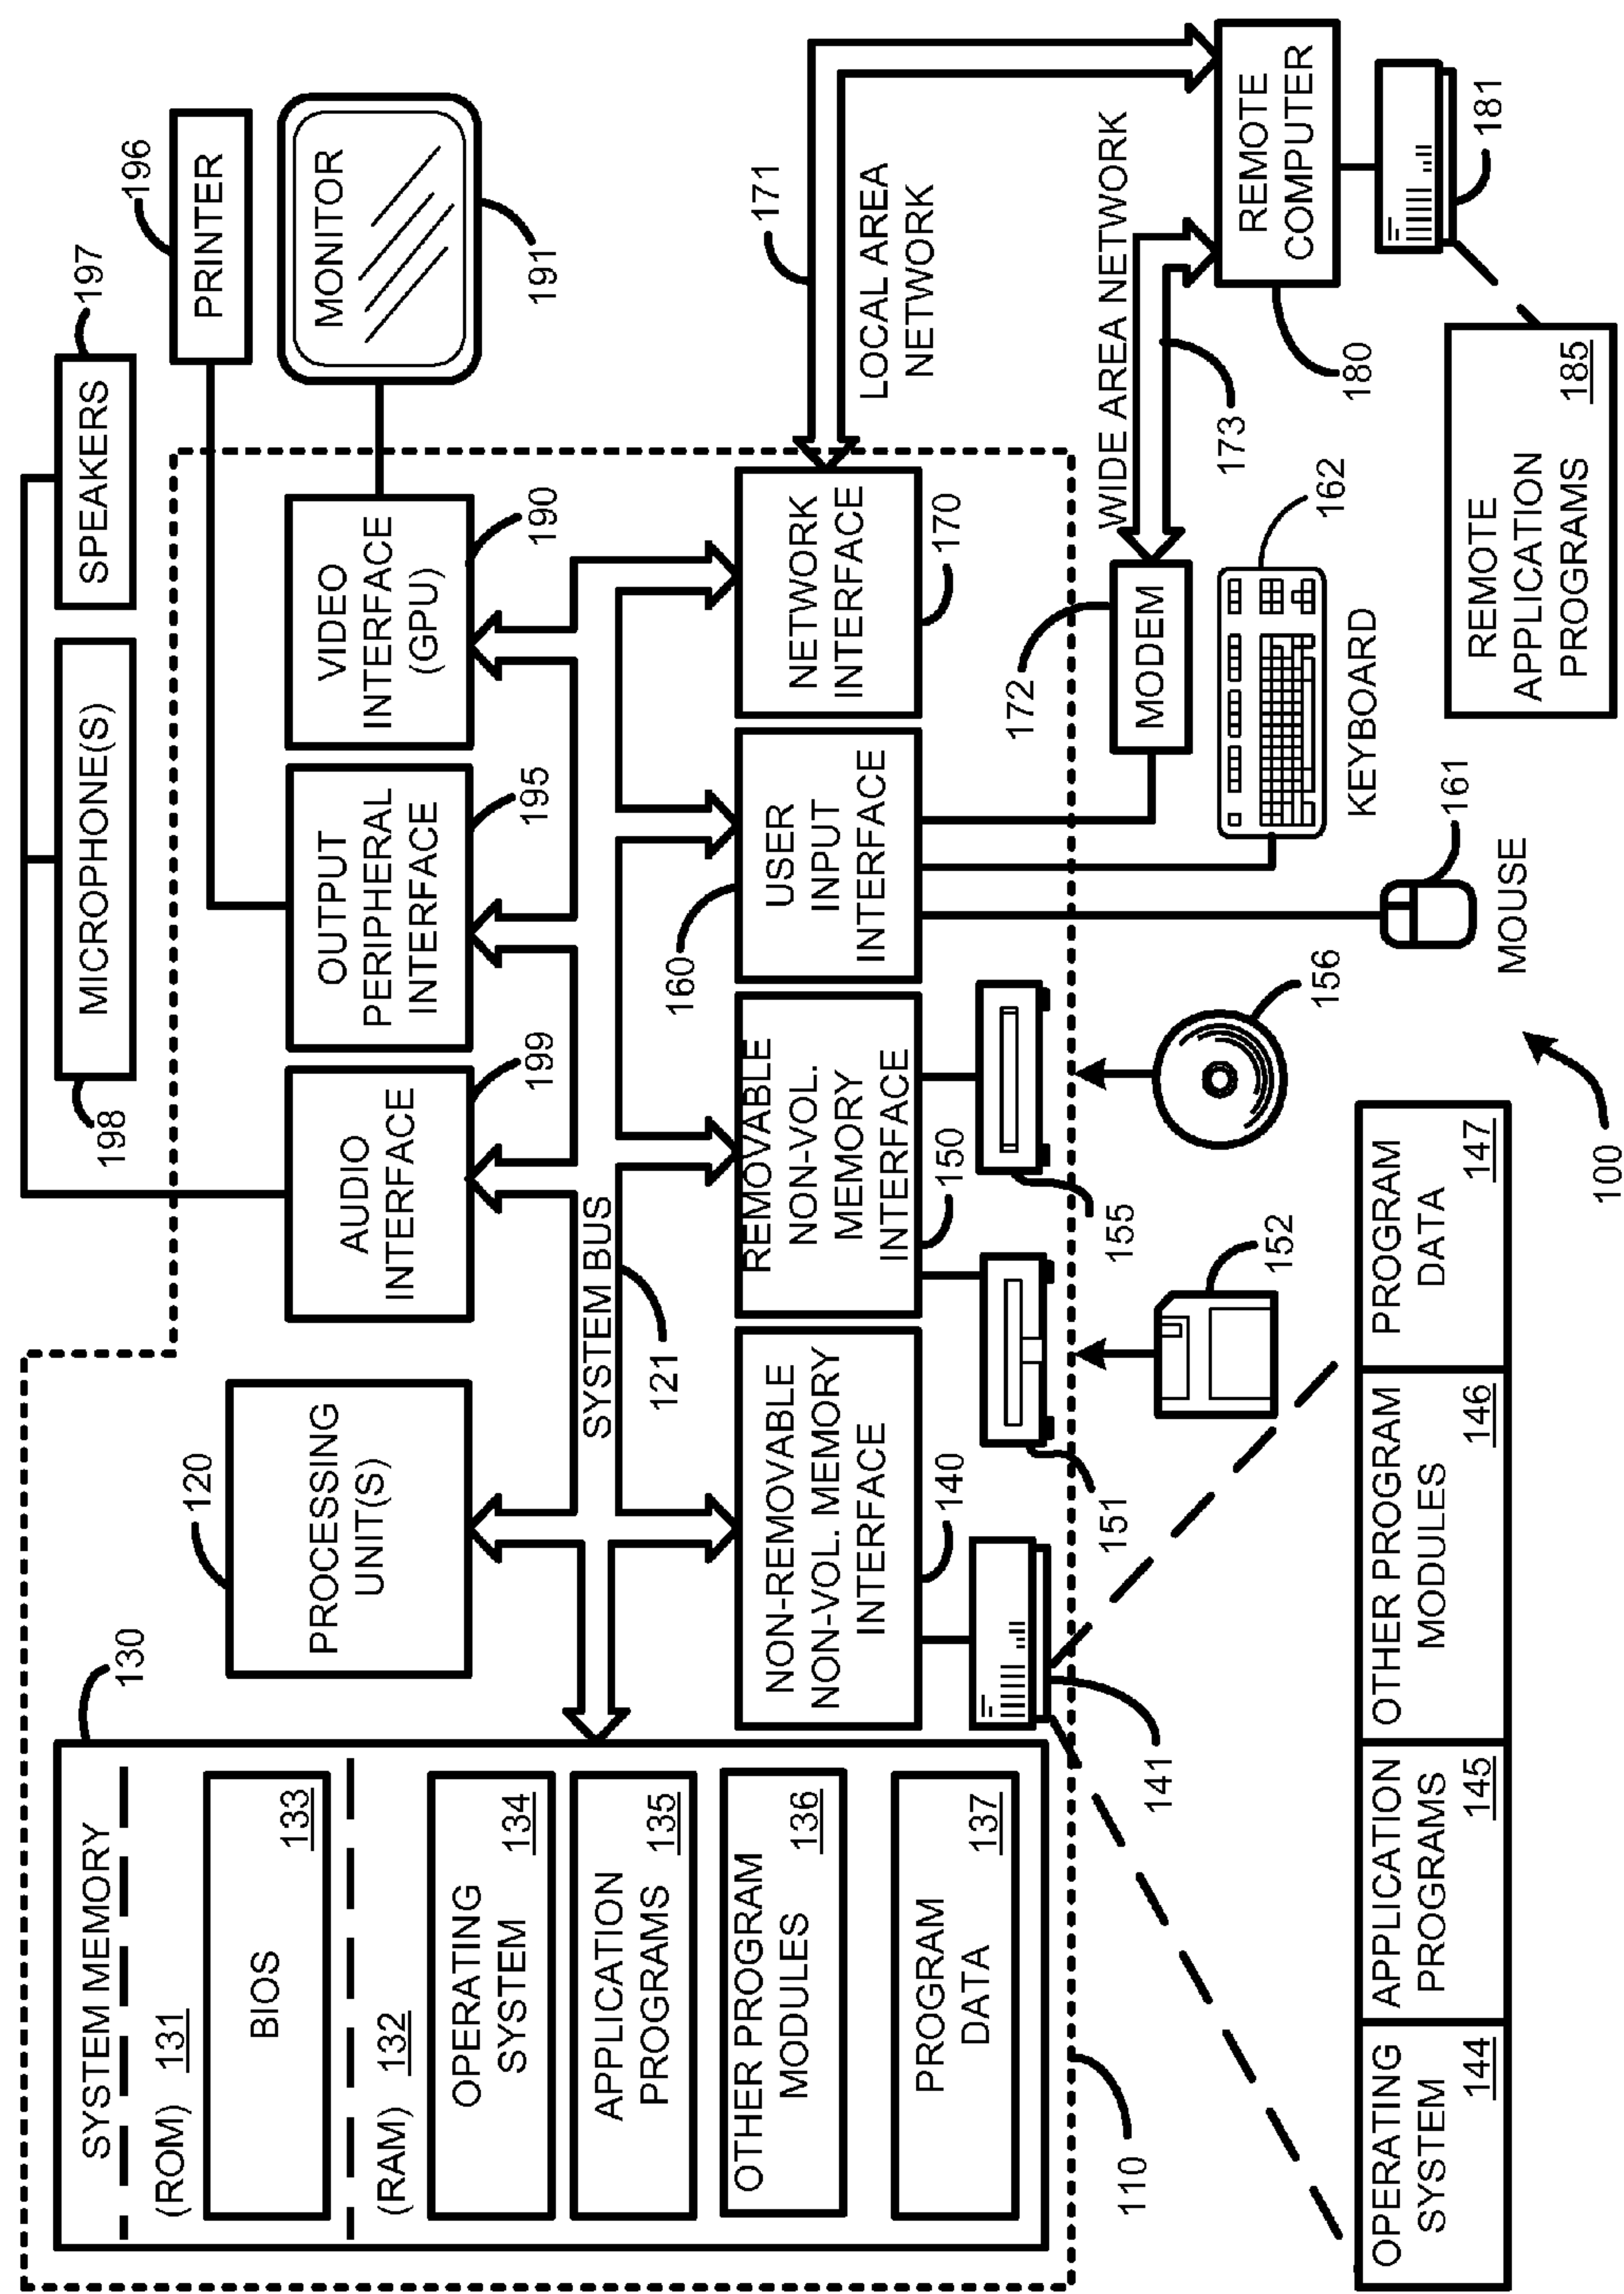 SYSTEM MEMORY
(ROM) 131
BIOS
133
(RAM) 132
OPERATING
SYSTEM
134
APPLICATION
PROGRAMS
135
OTHER PROGRAM
MODULES
136
PROGRAM
DATA
137
130
110
120
PROCESSING
UNIT(S)
198
MICROPHONE(S)
SPEAKERS
197
PRINTER
196
AUDIO
INTERFACE
199
OUTPUT
PERIPHERAL
INTERFACE
195
VIDEO
INTERFACE
(GPU)
190
MONITOR
191
SYSTEM BUS
121
NON-REMOVABLE
NON-VOL. MEMORY
INTERFACE
140
REMOVABLE
NON-VOL.
MEMORY
INTERFACE
150
160
USER
INPUT
INTERFACE
NETWORK
INTERFACE
170
171
LOCAL AREA
NETWORK
141
151
155
172
MODEM
WIDE AREA NETWORK
173
REMOTE
COMPUTER
180
181
152
156
162
KEYBOARD
161
MOUSE
OPERATING
SYSTEM
144
APPLICATION
PROGRAMS
145
OTHER PROGRAM
MODULES
146
PROGRAM
DATA
147
REMOTE
APPLICATION
PROGRAMS
185
100